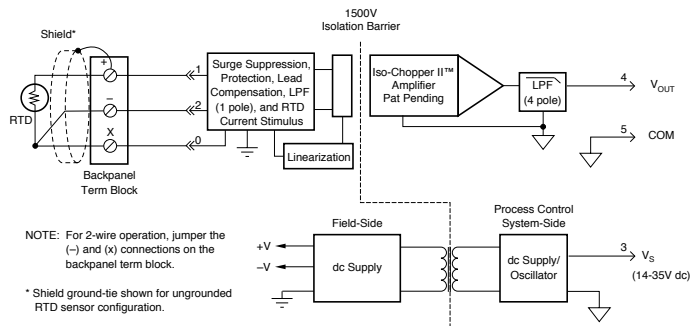 1500V
Isolation Barrier
Shield*
+
–
X
RTD
Backpanel
Term Block
1
2
0
Surge Suppression,
Protection, Lead
Compensation, LPF
(1 pole), and RTD
Current Stimulus
Linearization
Iso-Chopper II™
Amplifier
Pat Pending
LPF
(4 pole)
4
VOUT
5
COM
NOTE: For 2-wire operation, jumper the
(–) and (x) connections on the
backpanel term block.
* Shield ground-tie shown for ungrounded
RTD sensor configuration.
Field-Side
+V
–V
dc Supply
Process Control
System-Side
dc Supply/
Oscillator
3
VS
(14-35V dc)